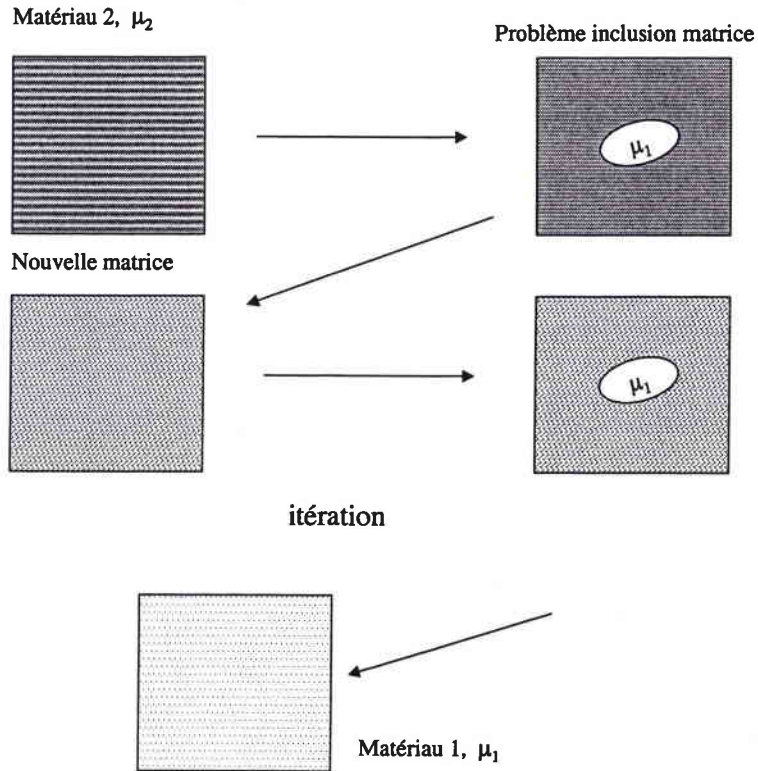 Matériau 2, μ₂
Problème inclusion matrice
μ₁
Nouvelle matrice
μ₁
itération
Matériau 1, μ₁